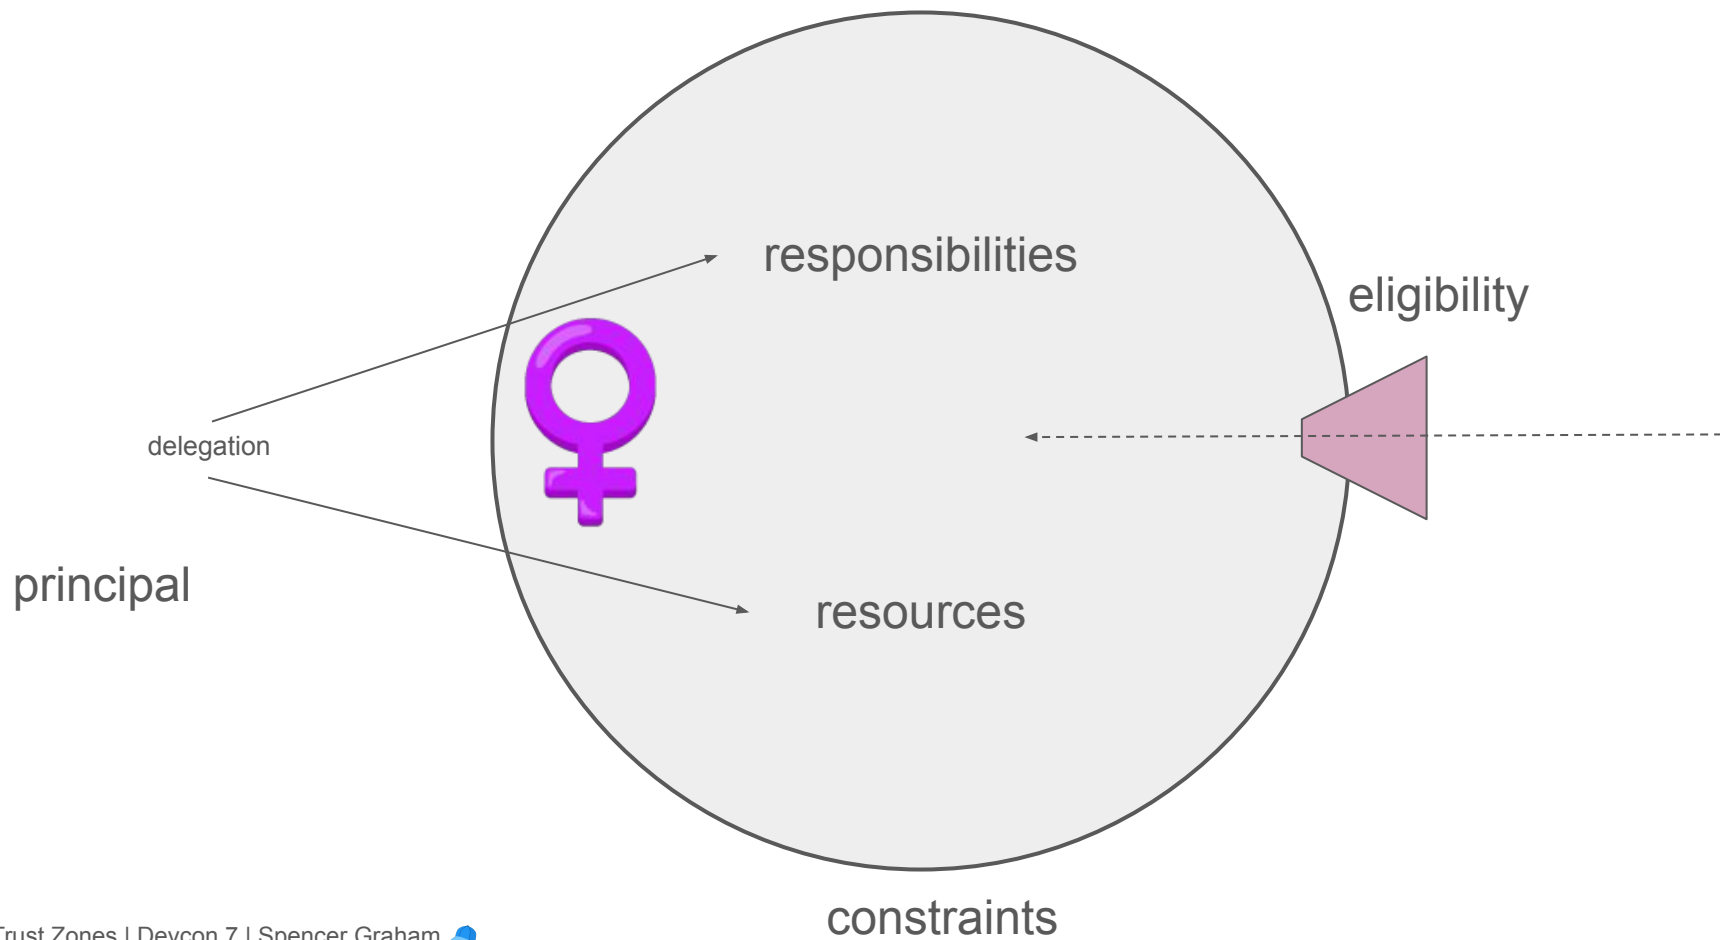 responsibilities
eligibility
delegation
principal
resources
constraints
Trust Zones | Devcon 7 | Spencer Graham